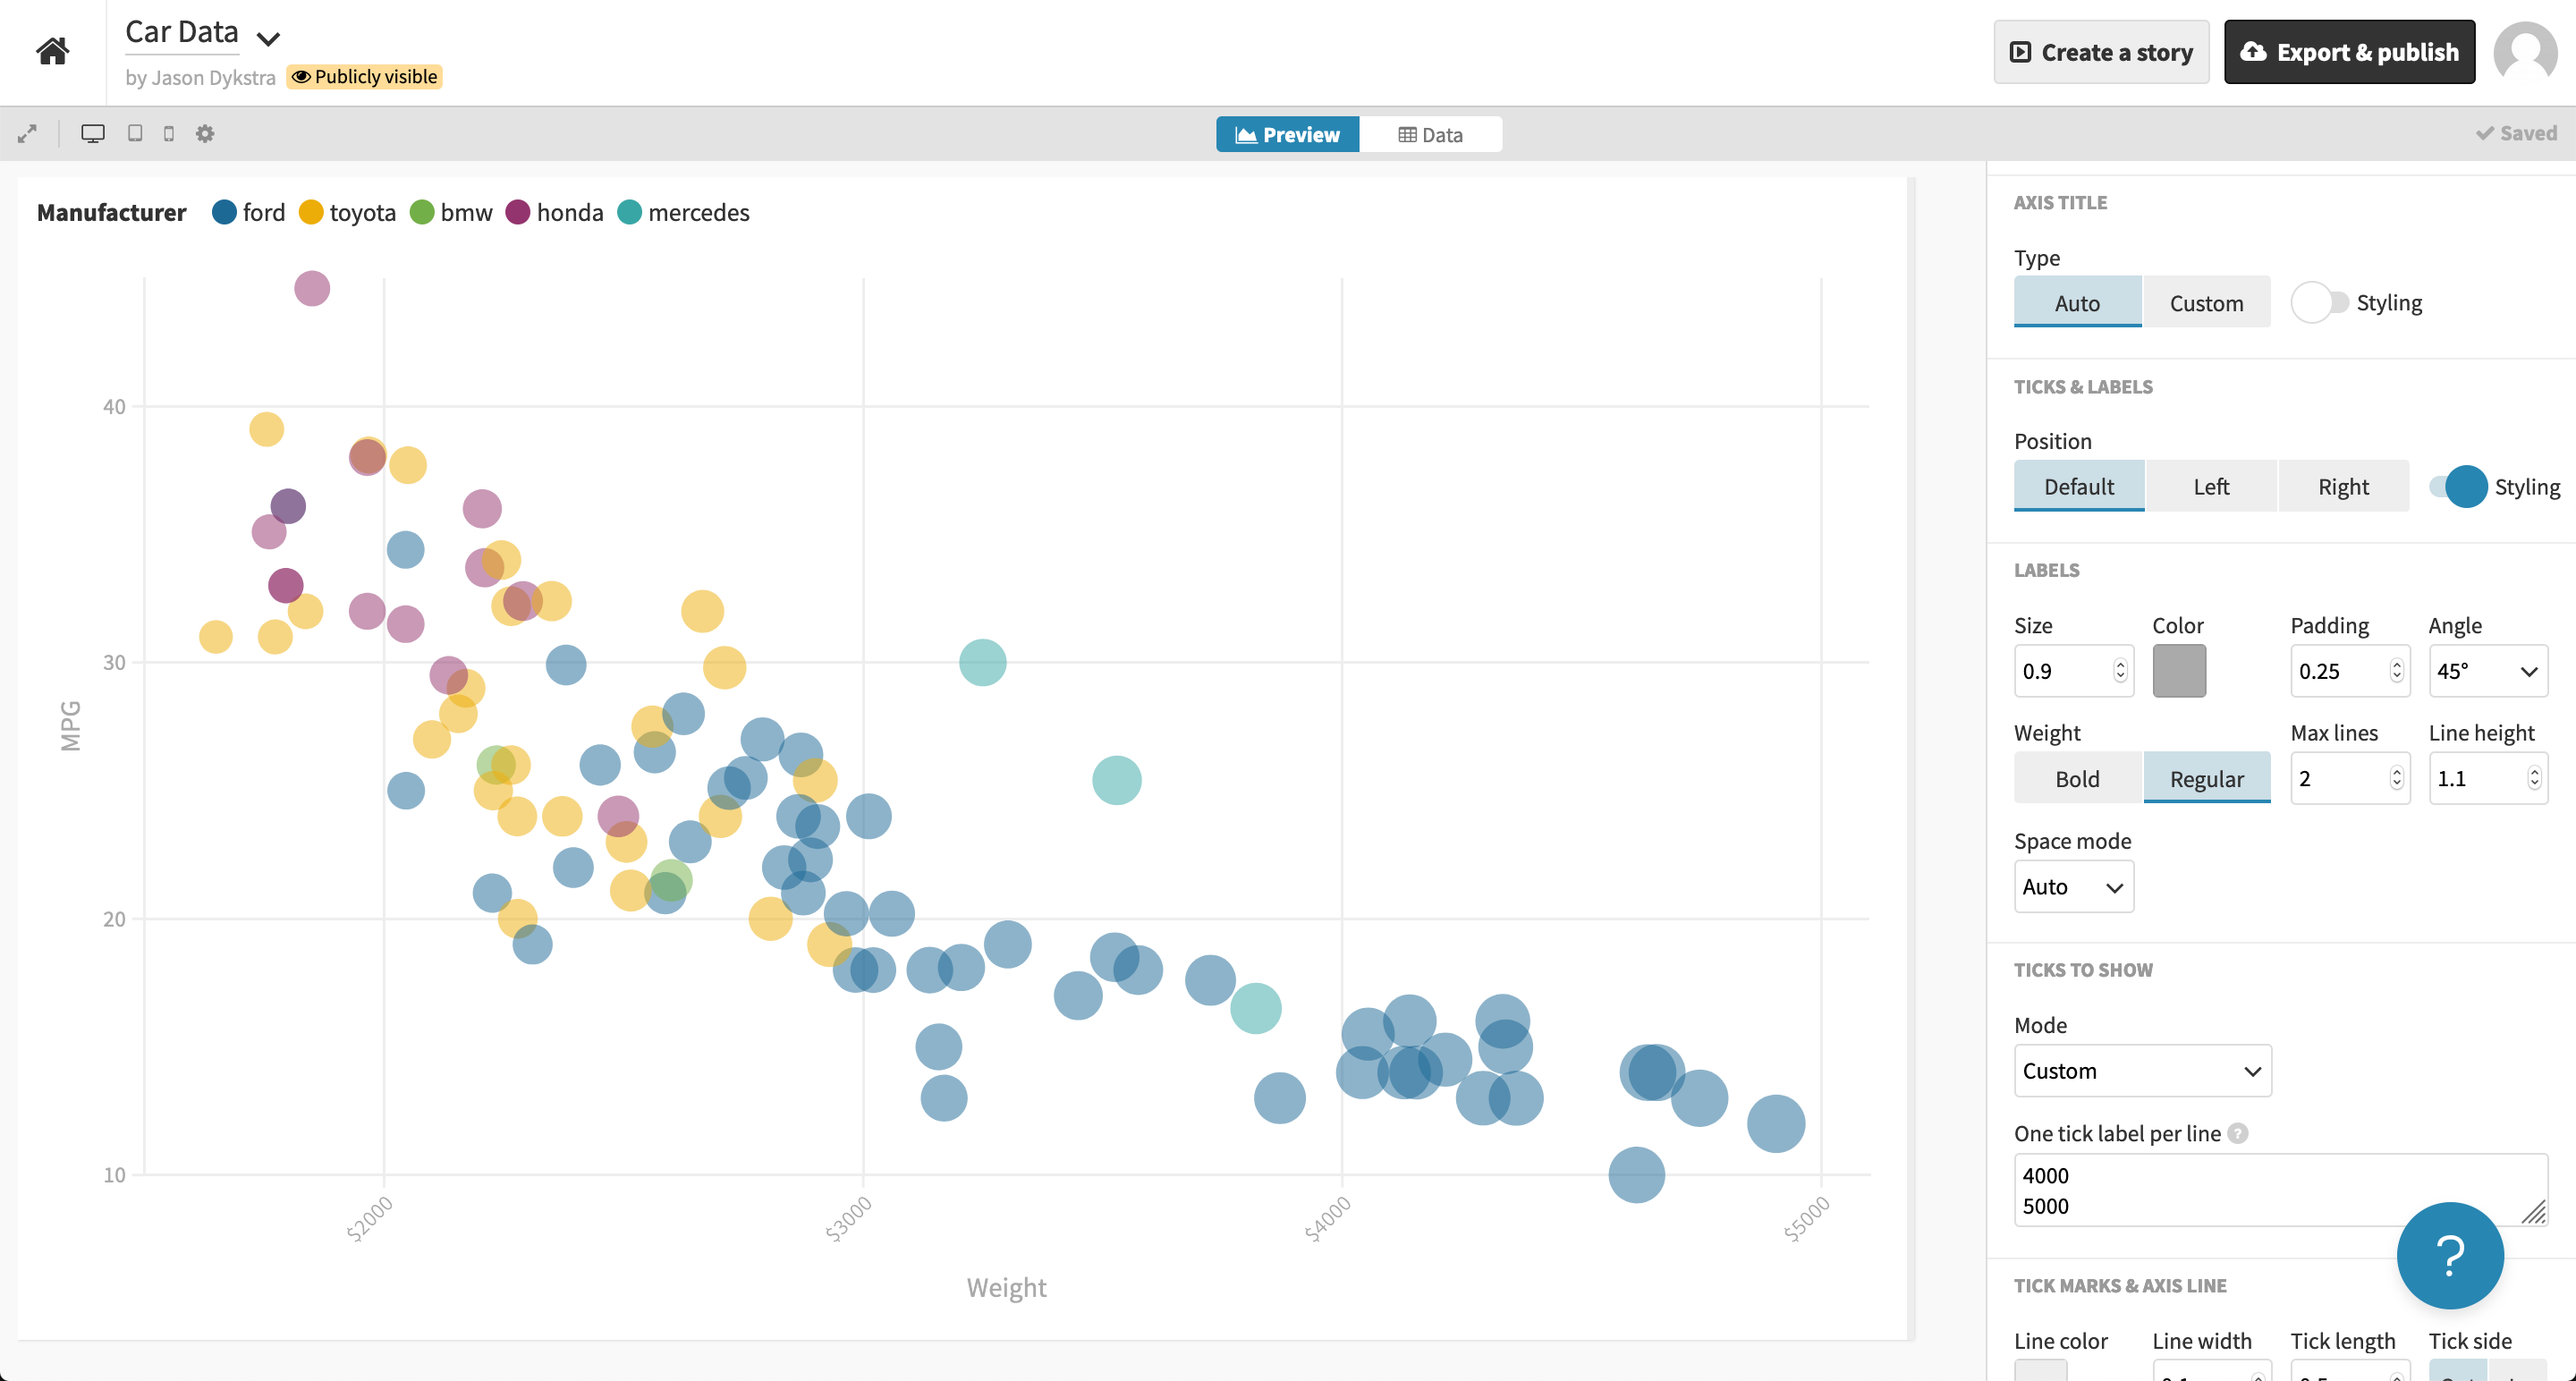 Car Data
by Jason Dykstra Publicly visible
Create a story
Export & publish
Preview
Data
Saved
Manufacturer ford toyota bmw honda mercedes
40
30
20
10
MPG
$2000
$3000
$4000
$5000
Weight
AXIS TITLE
Type
Auto Custom Styling
TICKS & LABELS
Position
Default Left Right Styling
LABELS
Size Color Padding Angle
0.9 0.25 45°
Weight Max lines Line height
Bold Regular 2 1.1
Space mode
Auto
TICKS TO SHOW
Mode
Custom
One tick label per line ?
4000
5000
?
TICK MARKS & AXIS LINE
Line color Line width Tick length Tick side